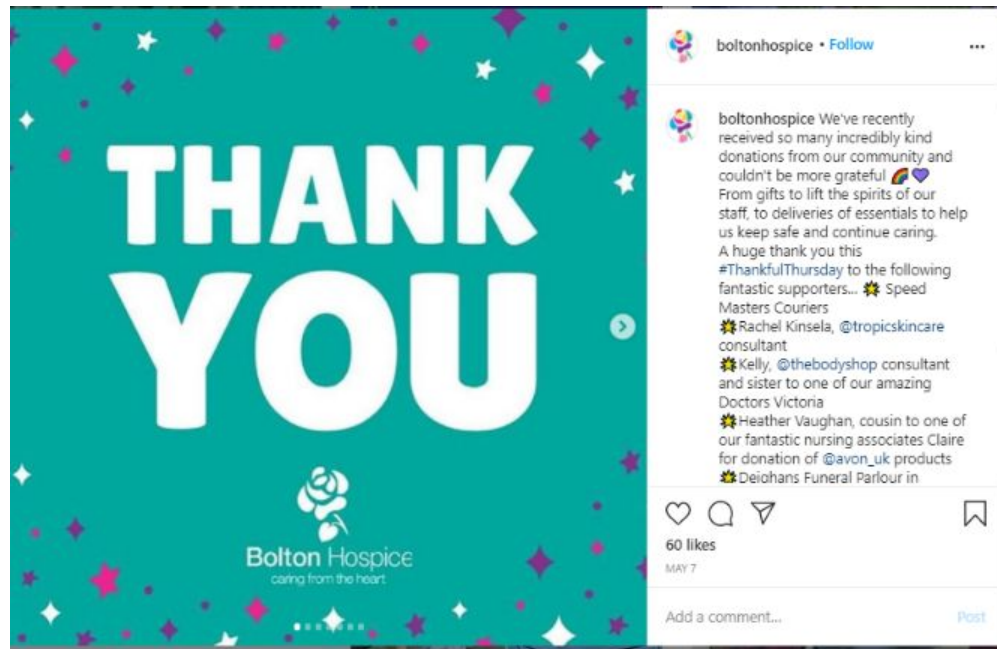 THANK
YOU
Bolton Hospice
caring from the heart
boltonhospice • Follow
boltonhospice We've recently
received so many incredibly kind
donations from our community and
couldn't be more grateful 🌈💜
From gifts to lift the spirits of our
staff, to deliveries of essentials to help
us keep safe and continue caring.
A huge thank you this
#ThankfulThursday to the following
fantastic supporters... 🌟 Speed
Masters Couriers
🌟Rachel Kinsela, @tropicskincare
consultant
🌟Kelly, @thebodyshop consultant
and sister to one of our amazing
Doctors Victoria
🌟Heather Vaughan, cousin to one of
our fantastic nursing associates Claire
for donation of @avon_uk products
🌟Deighans Funeral Parlour in
60 likes
MAY 7
Add a comment...
Post